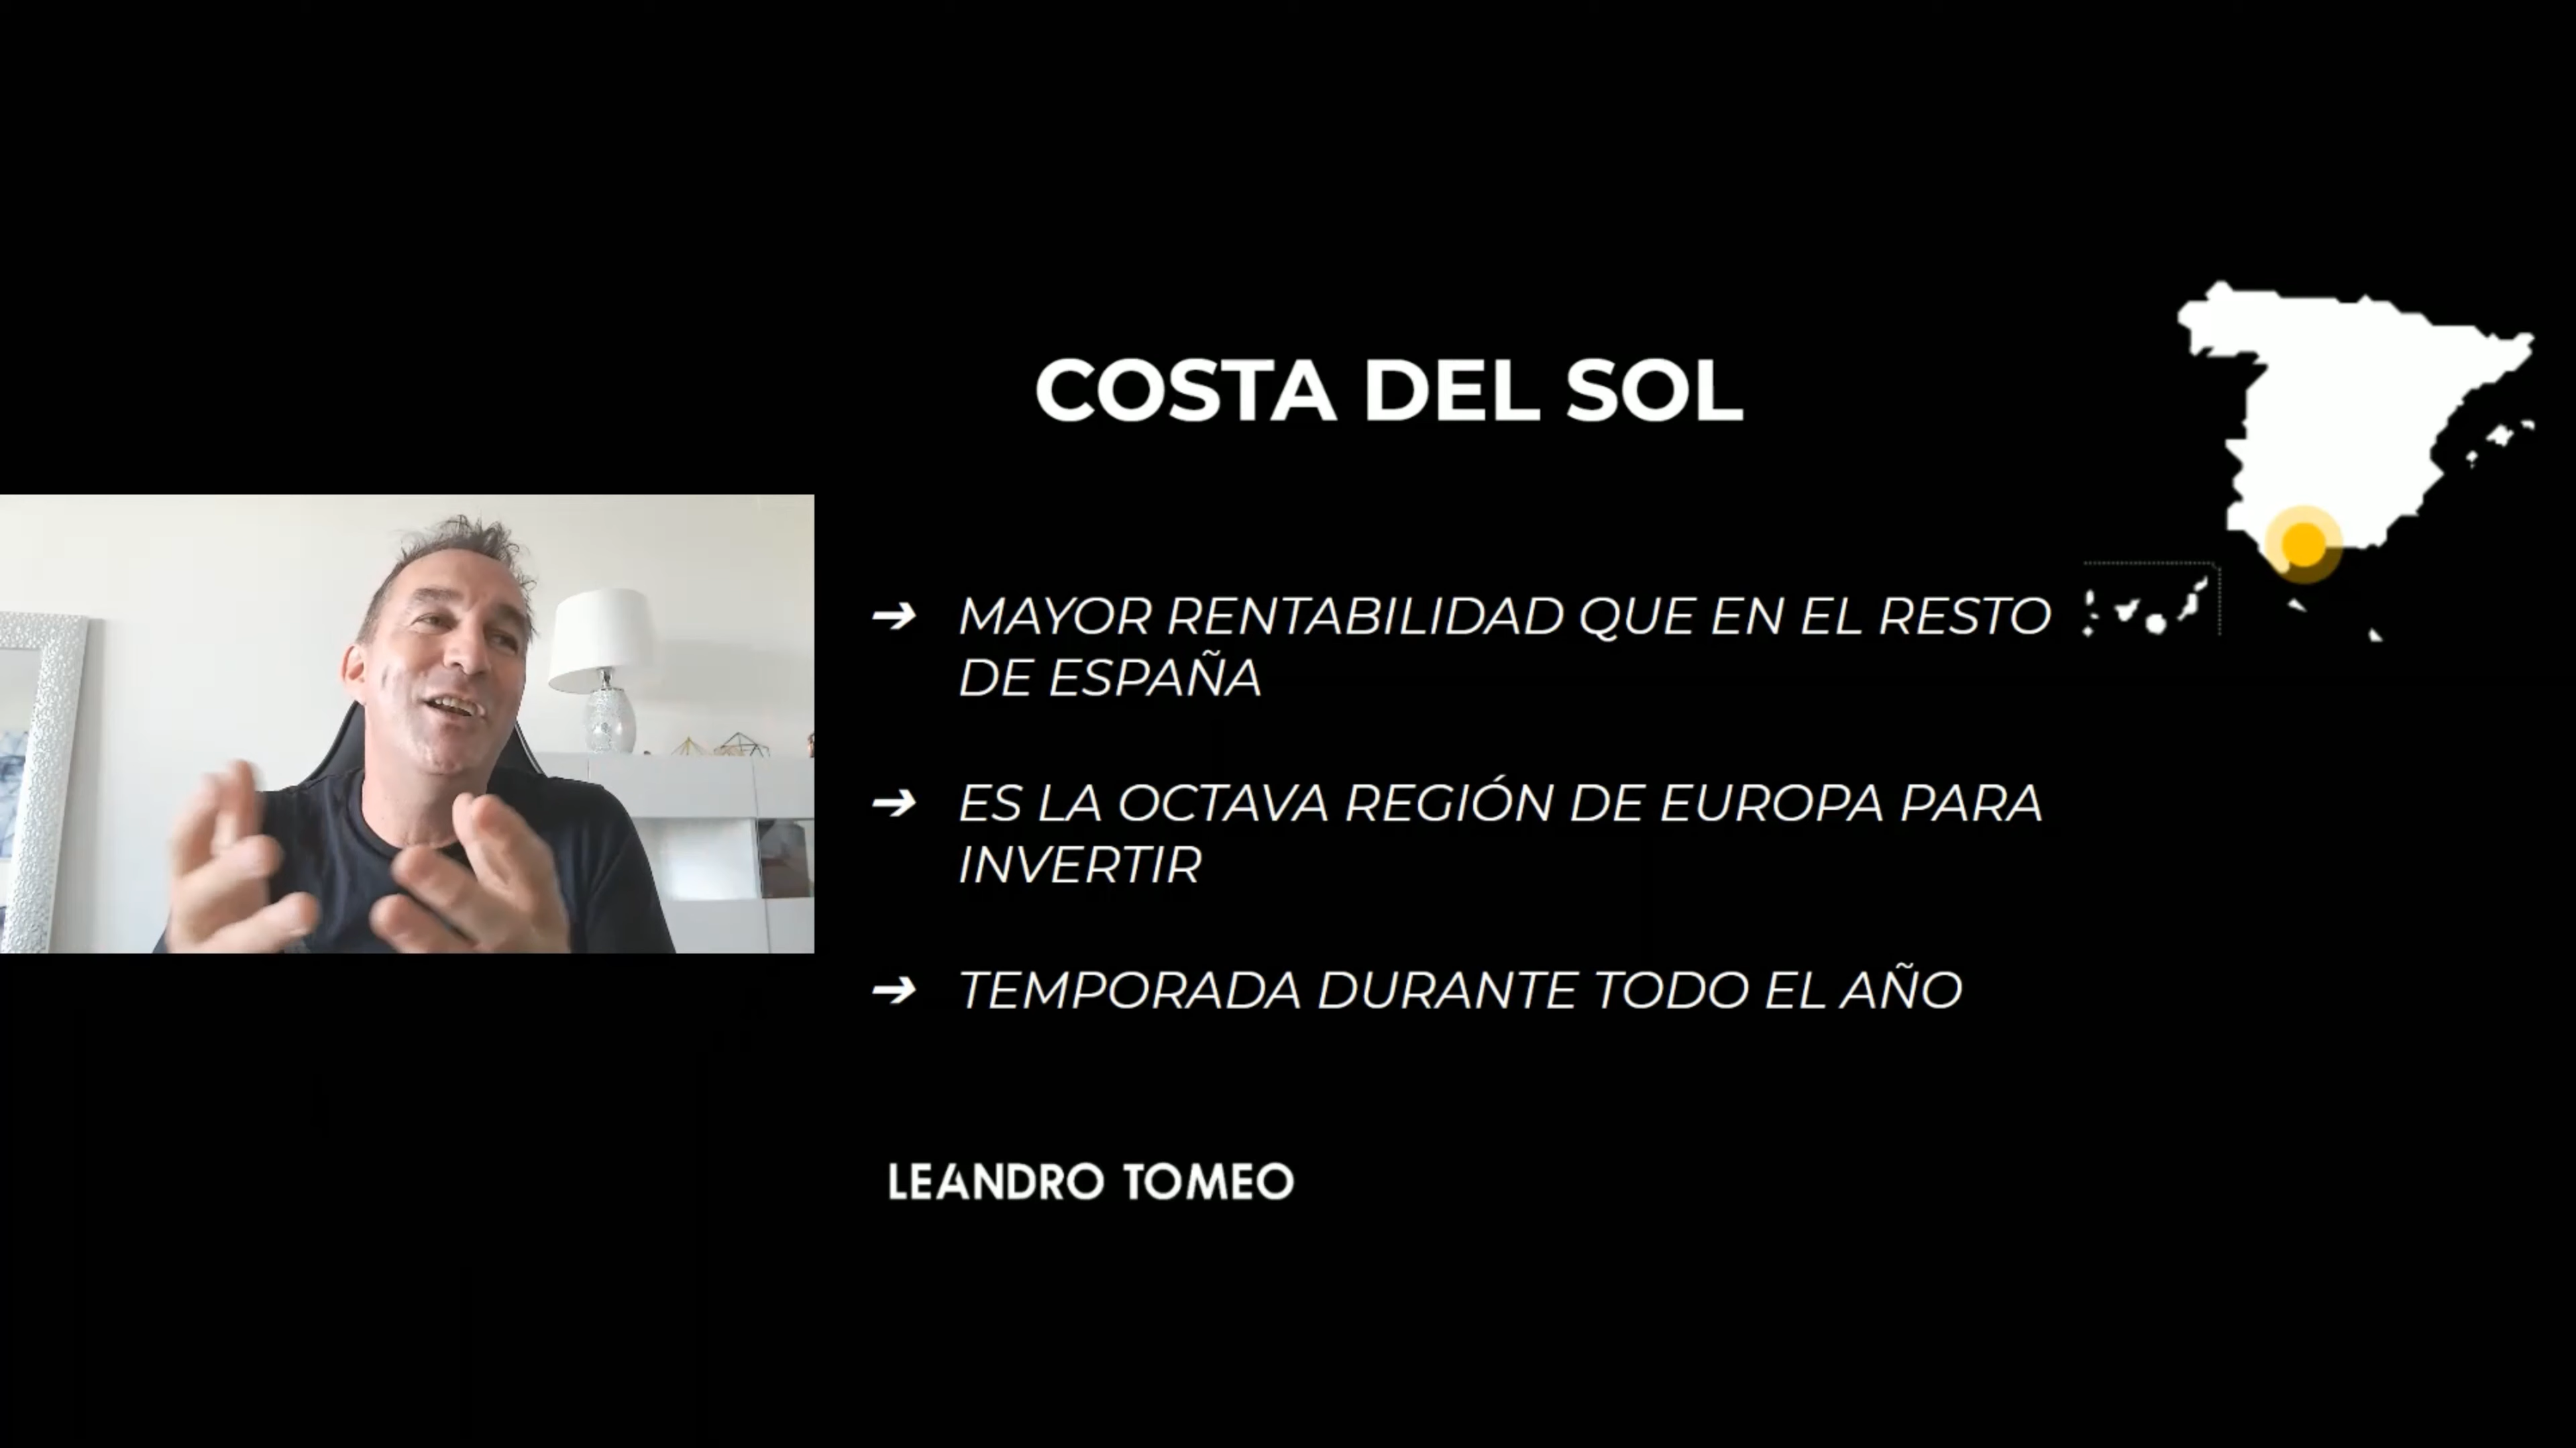 COSTA DEL SOL
➔ MAYOR RENTABILIDAD QUE EN EL RESTO
DE ESPAÑA
➔ ES LA OCTAVA REGIÓN DE EUROPA PARA
INVERTIR
➔ TEMPORADA DURANTE TODO EL AÑO
LEANDRO TOMEO